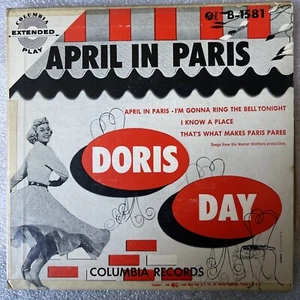 COLUMBIA
EXTENDED
PLAY
B-1581
APRIL IN PARIS
APRIL IN PARIS - I'M GONNA RING THE BELL TONIGHT
I KNOW A PLACE
THAT'S WHAT MAKES PARIS PAREE
Songs from the Warner Brothers production.
DORIS
DAY
COLUMBIA RECORDS